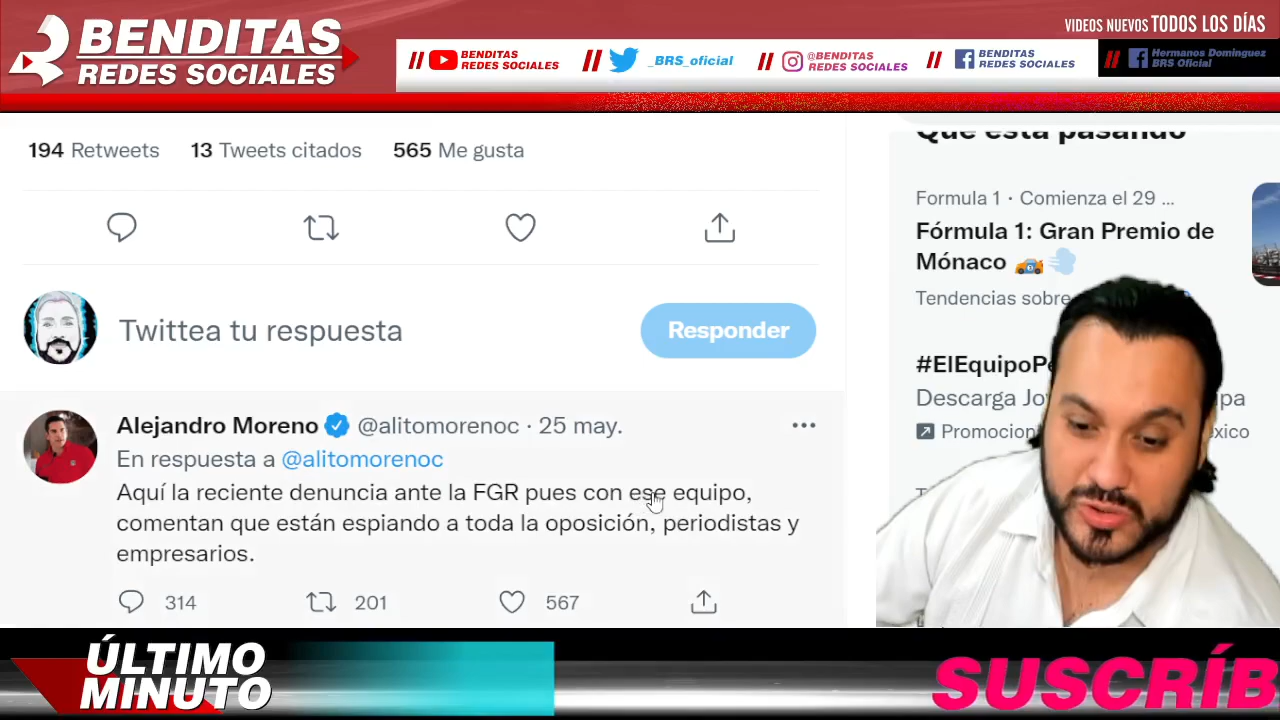 BENDITAS
REDES SOCIALES
VIDEOS NUEVOS TODOS LOS DÍAS
// BENDITAS REDES SOCIALES
// _BRS_oficial
// @BENDITAS REDES SOCIALES
// BENDITAS REDES SOCIALES
// Hermanos Dominguez BRS Oficial
194 Retweets 13 Tweets citados 565 Me gusta
Twittea tu respuesta
Responder
Alejandro Moreno @alitomorenoc · 25 may.
En respuesta a @alitomorenoc
Aquí la reciente denuncia ante la FGR pues con ese equipo,
comentan que están espiando a toda la oposición, periodistas y
empresarios.
314 201 567
Qué está pasando
Formula 1 · Comienza el 29 ...
Fórmula 1: Gran Premio de
Mónaco
Tendencias sobre
#ElEquipoPe
Descarga Jo
Promocion
ÚLTIMO
MINUTO
SUSCRÍB